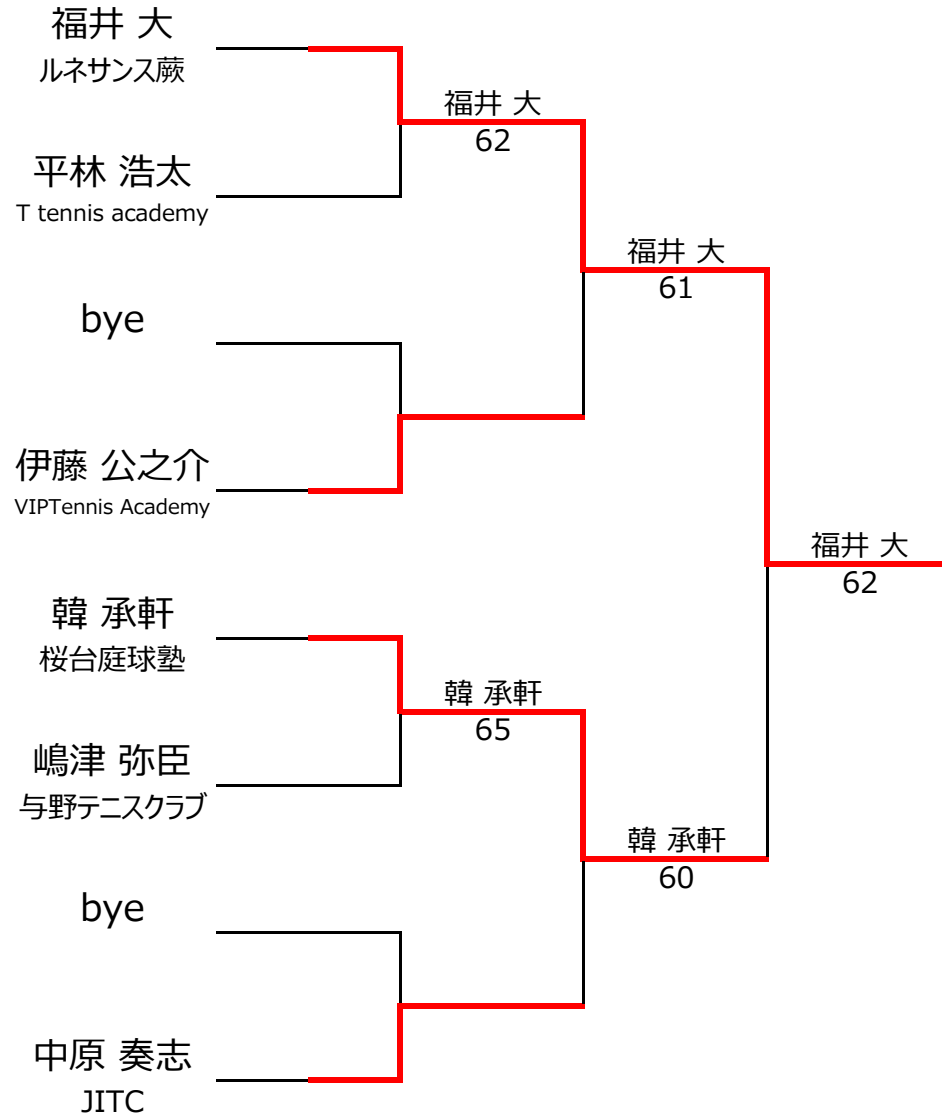 福井 大
ルネサンス蕨
福井 大
62
平林 浩太
T tennis academy
福井 大
61
bye
伊藤 公之介
VIPTennis Academy
福井 大
62
韓 承軒
桜台庭球塾
韓 承軒
65
嶋津 弥臣
与野テニスクラブ
韓 承軒
60
bye
中原 奏志
JITC